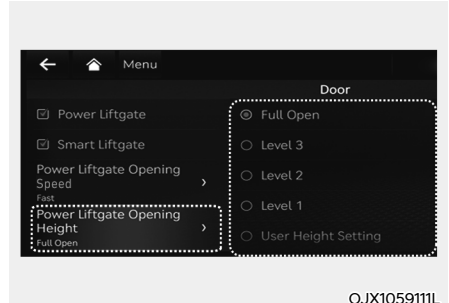 Menu
Door
Power Liftgate
Smart Liftgate
Power Liftgate Opening
Speed
Fast
Power Liftgate Opening
Height
Full Open
Full Open
Level 3
Level 2
Level 1
User Height Setting
OJX1059111L